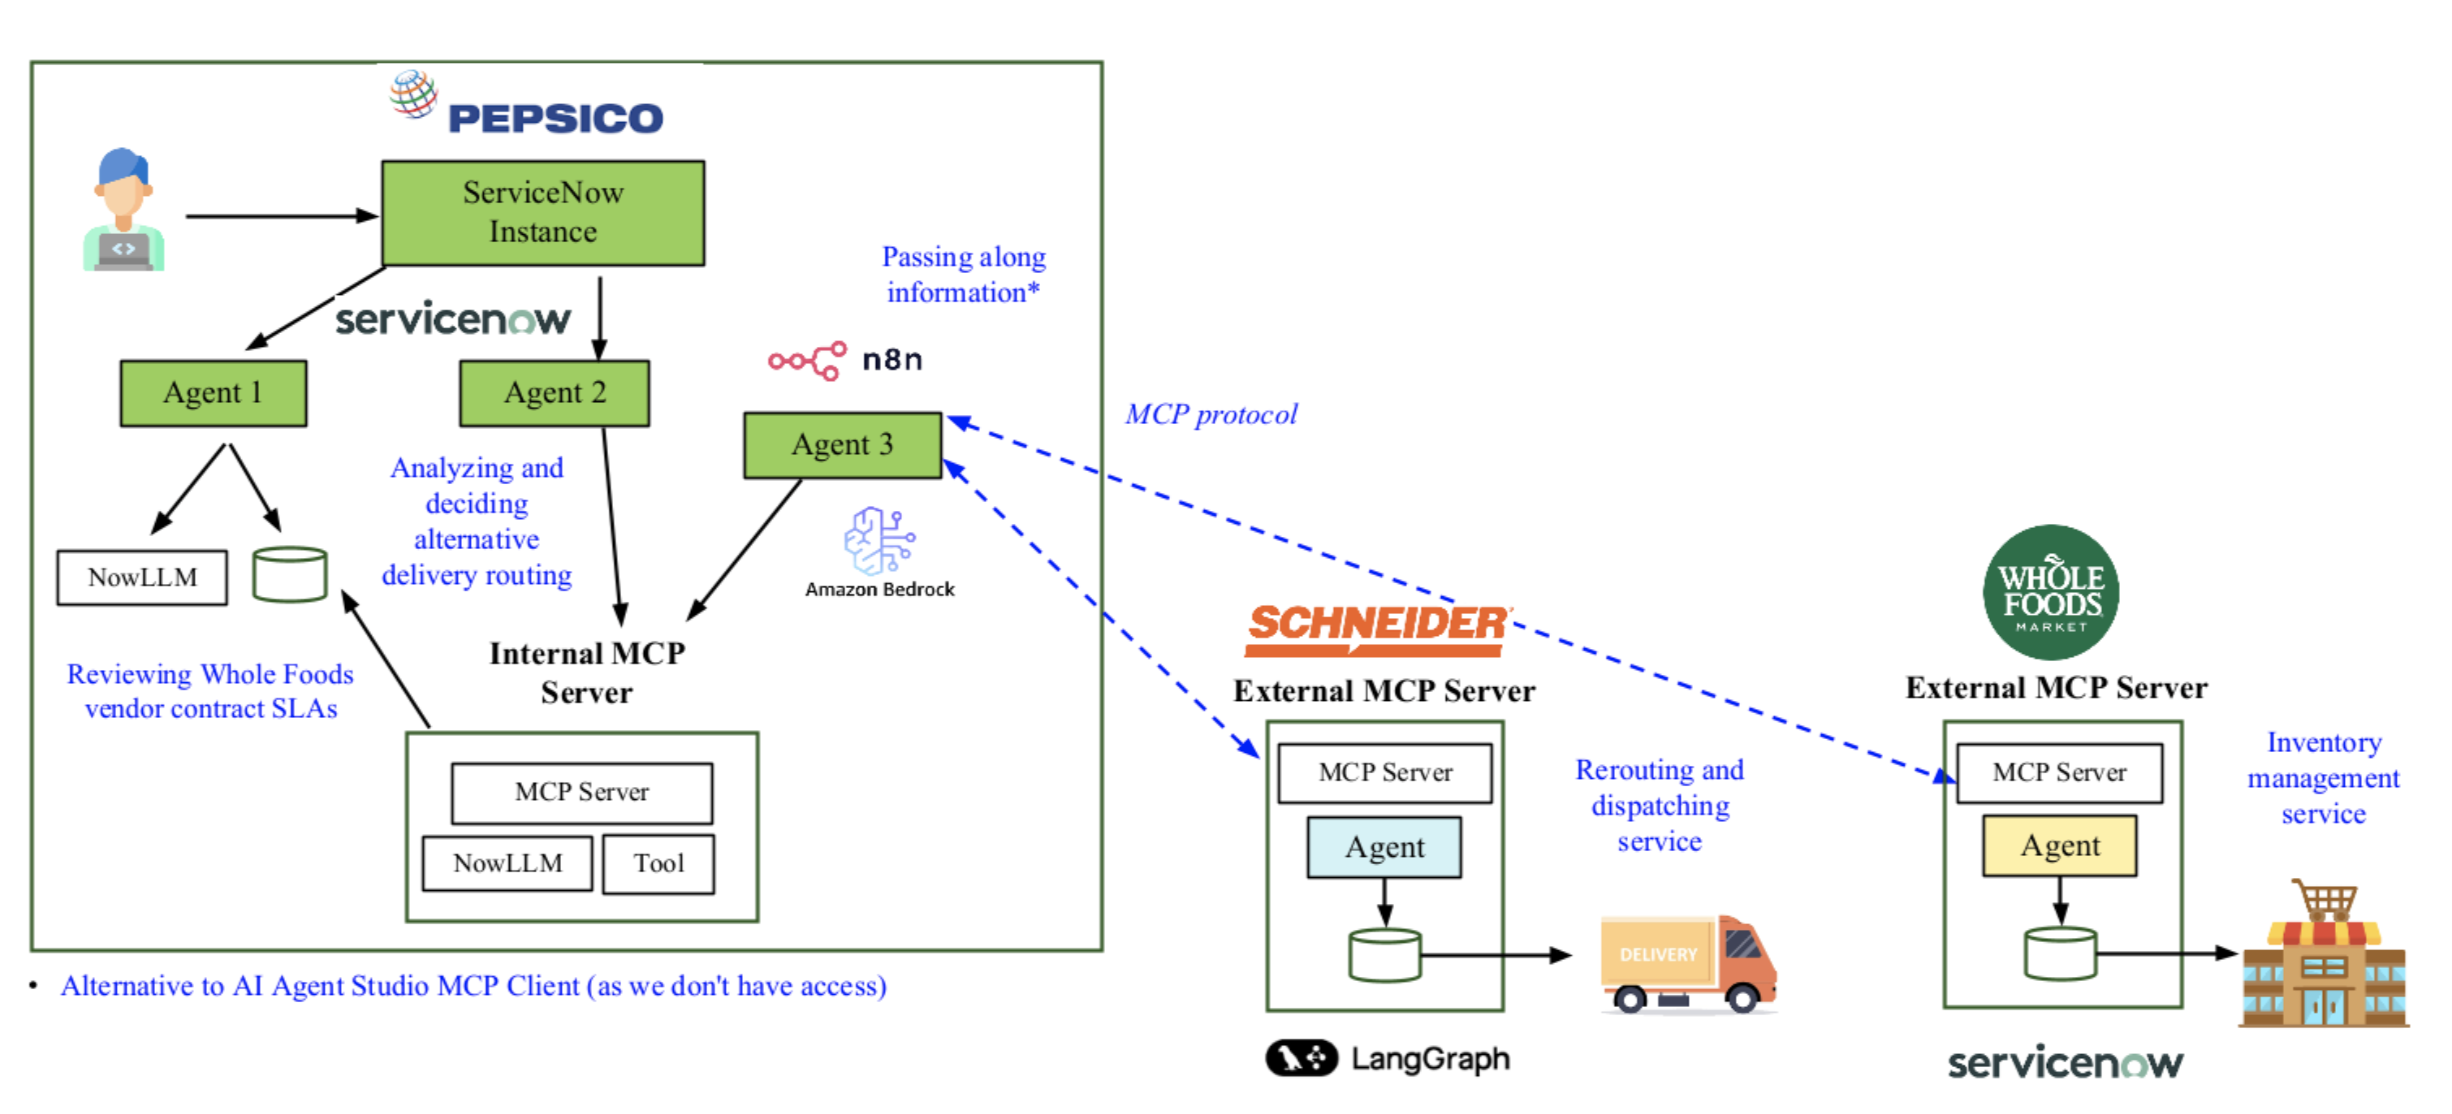 PEPSICO
ServiceNow
Instance
servicenow
Passing along
information*
n8n
Agent 1
Agent 2
Agent 3
MCP protocol
Analyzing and
deciding
alternative
delivery routing
NowLLM
Amazon Bedrock
Reviewing Whole Foods
vendor contract SLAs
Internal MCP
Server
MCP Server
NowLLM
Tool
• Alternative to AI Agent Studio MCP Client (as we don't have access)
SCHNEIDER
External MCP Server
MCP Server
Agent
Rerouting and
dispatching
service
DELIVERY
LangGraph
WHOLE
FOODS
MARKET
External MCP Server
MCP Server
Agent
Inventory
management
service
servicenow